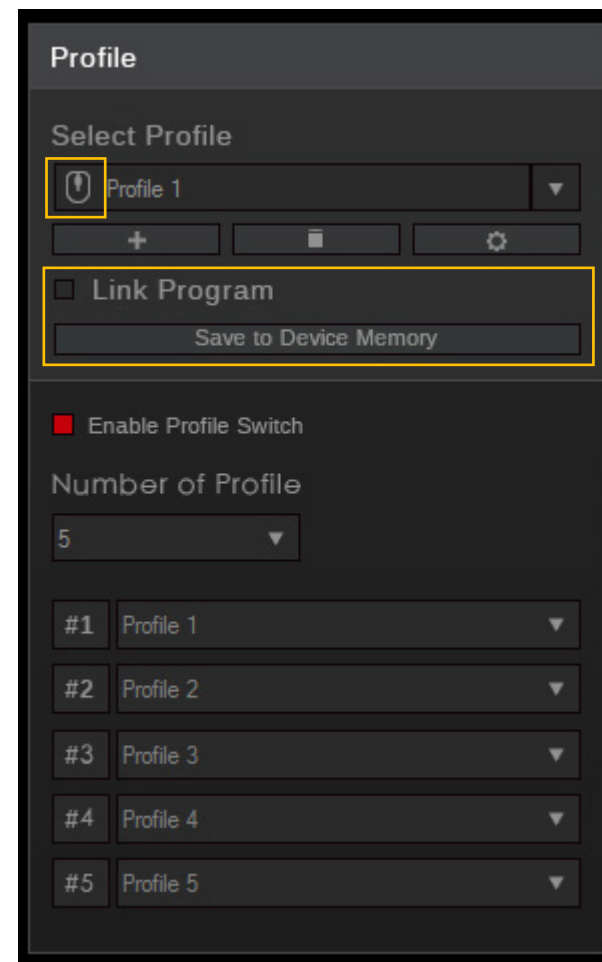 Profile
Select Profile
Profile 1
Link Program
Save to Device Memory
Enable Profile Switch
Number of Profile
5
#1 Profile 1
#2 Profile 2
#3 Profile 3
#4 Profile 4
#5 Profile 5